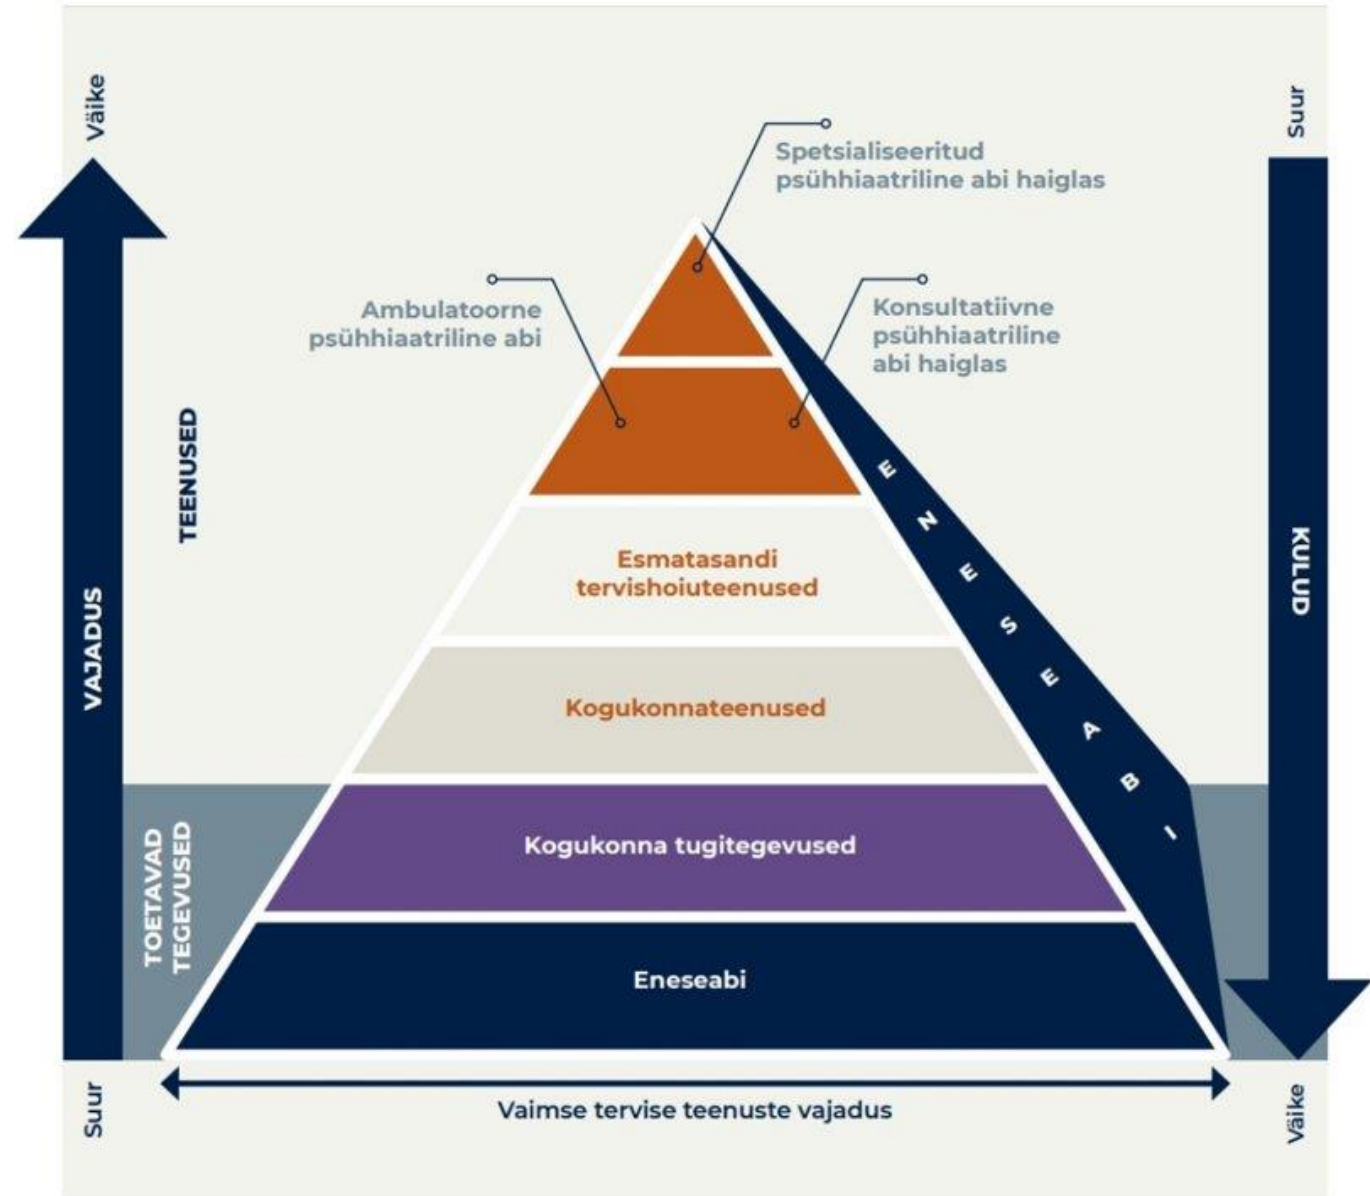 Väike
Suur
Spetsialiseeritud
psühhiaatriline abi haiglas
Ambulatoorne
psühhiaatriline abi
Konsultatiivne
psühhiaatriline
abi haiglas
TEENUSED
ENESEABI
KULUD
VAJADUS
Esmatasandi
tervishoiuteenused
Kogukonnateenused
TOETAVAD
TEGEVUSED
Kogukonna tugitegevused
Eneseabi
Suur
Vaimse tervise teenuste vajadus
Väike